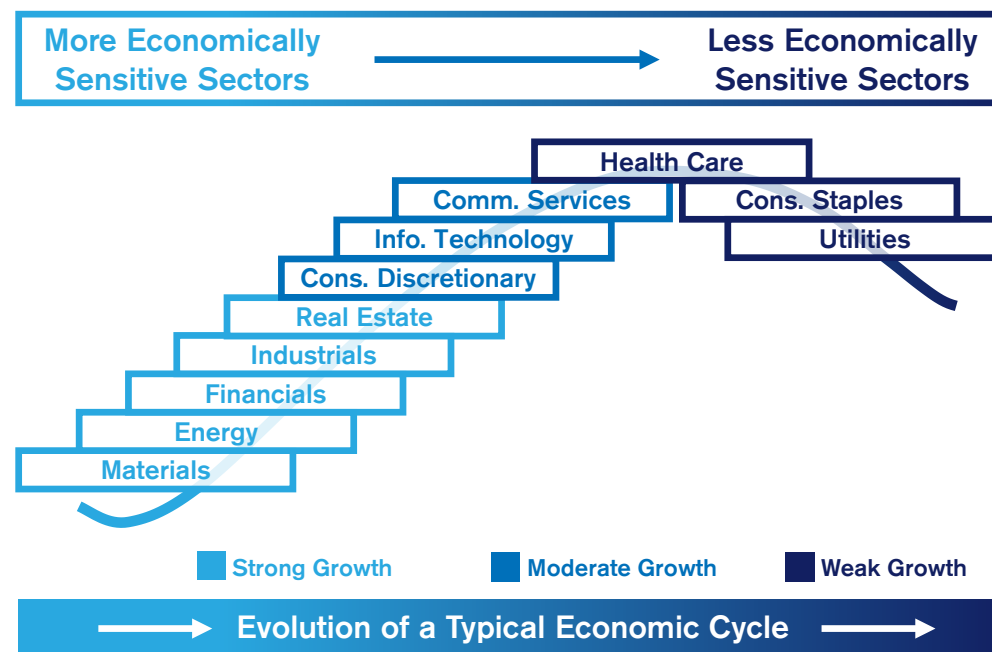 More Economically
Sensitive Sectors
Less Economically
Sensitive Sectors
Health Care
Comm. Services
Cons. Staples
Info. Technology
Utilities
Cons. Discretionary
Real Estate
Industrials
Financials
Energy
Materials
Strong Growth
Moderate Growth
Weak Growth
Evolution of a Typical Economic Cycle